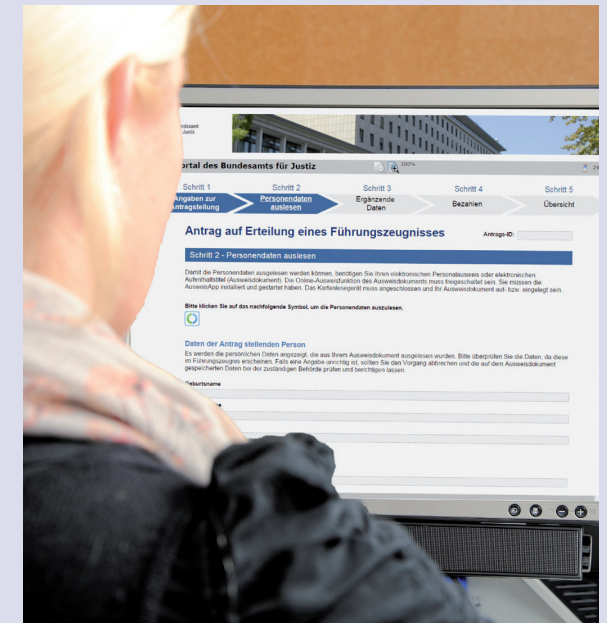 ortal des Bundesamts für Justiz
100%
Schritt 1
Schritt 2
Schritt 3
Schritt 4
Schritt 5
Angaben zur
Antragstellung
Personendaten
auslesen
Ergänzende
Daten
Bezahlen
Übersicht
Antrag auf Erteilung eines Führungszeugnisses
Antrags-ID:
Schritt 2 - Personendaten auslesen
Damit die Personendaten ausgelesen werden können, benötigen Sie Ihren elektronischen Personalausweis oder elektronischen
Aufenthaltstitel (Ausweisdokument). Die Online-Ausweisfunktion des Ausweisdokuments muss freigeschaltet sein. Sie müssen die
AusweisApp installiert und gestartet haben. Das Kartenlesegerät muss angeschlossen und Ihr Ausweisdokument auf- bzw. eingelegt sein.
Bitte klicken Sie auf das nachfolgende Symbol, um die Personendaten auszulesen.
Daten der Antrag stellenden Person
Es werden die persönlichen Daten angezeigt, die aus Ihrem Ausweisdokument ausgelesen wurden. Bitte überprüfen Sie die Daten, da diese
im Führungszeugnis erscheinen. Falls eine Angabe unrichtig ist, sollten Sie den Vorgang abbrechen und die auf dem Ausweisdokument
gespeicherten Daten bei der zuständigen Behörde prüfen und berichtigen lassen.
Geburtsname